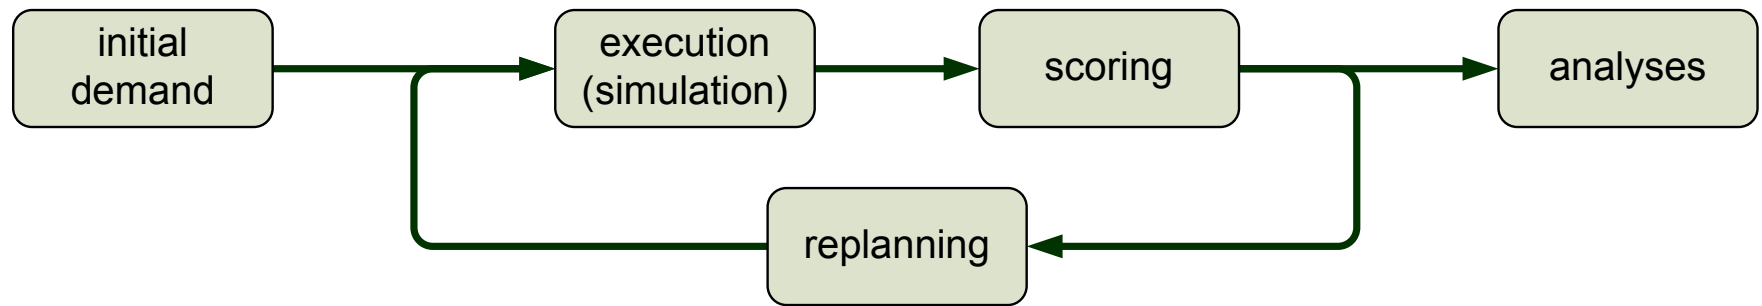 initial
demand
execution
(simulation)
scoring
analyses
replanning